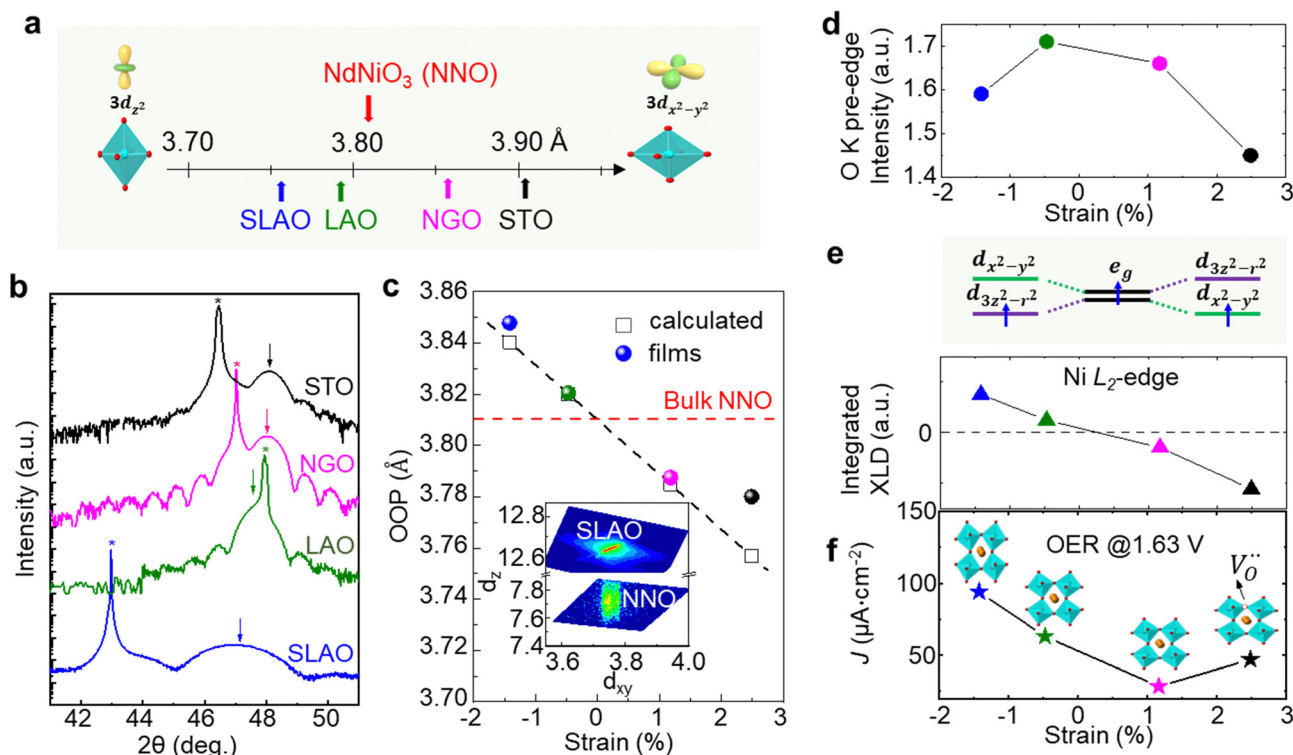 a
NdNiO₃ (NNO)
3d_z²
3d_x²−y²
3.70 3.80 3.90 Å
SLAO LAO NGO STO
b
*
STO
*
NGO
*
LAO
*
SLAO
Intensity (a.u.)
42 44 46 48 50
2θ (deg.)
c
3.86
3.84
3.82
3.80
3.78
3.76
3.74
3.72
3.70
OOP (Å)
calculated
films
Bulk NNO
SLAO
NNO
12.8
12.6
7.8
7.6
7.4
d_z
3.6 4.0
d_xy
-2 -1 0 1 2 3
Strain (%)
d
1.7
1.6
1.5
1.4
O K pre-edge
Intensity (a.u.)
-2 -1 0 1 2 3
Strain (%)
e
d_x²−y² e_g d_3z²−r²
d_3z²−r² d_x²−y²
Ni L₂-edge
0
Integrated
XLD (a.u.)
f
150
100
50
J (μA·cm⁻²)
OER @1.63 V
V_O^··
-2 -1 0 1 2 3
Strain (%)